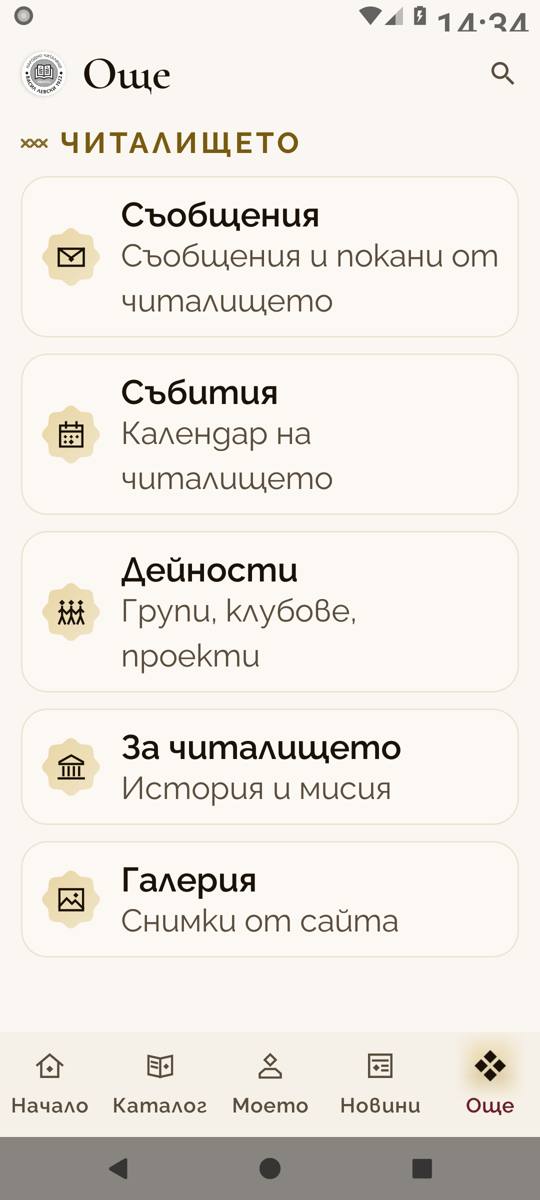 14:34
Още
ЧИТАЛИЩЕТО
Съобщения
Съобщения и покани от
читалището
Събития
Календар на
читалището
Дейности
Групи, клубове,
проекти
За читалището
История и мисия
Галерия
Снимки от сайта
Начало
Каталог
Моето
Новини
Още